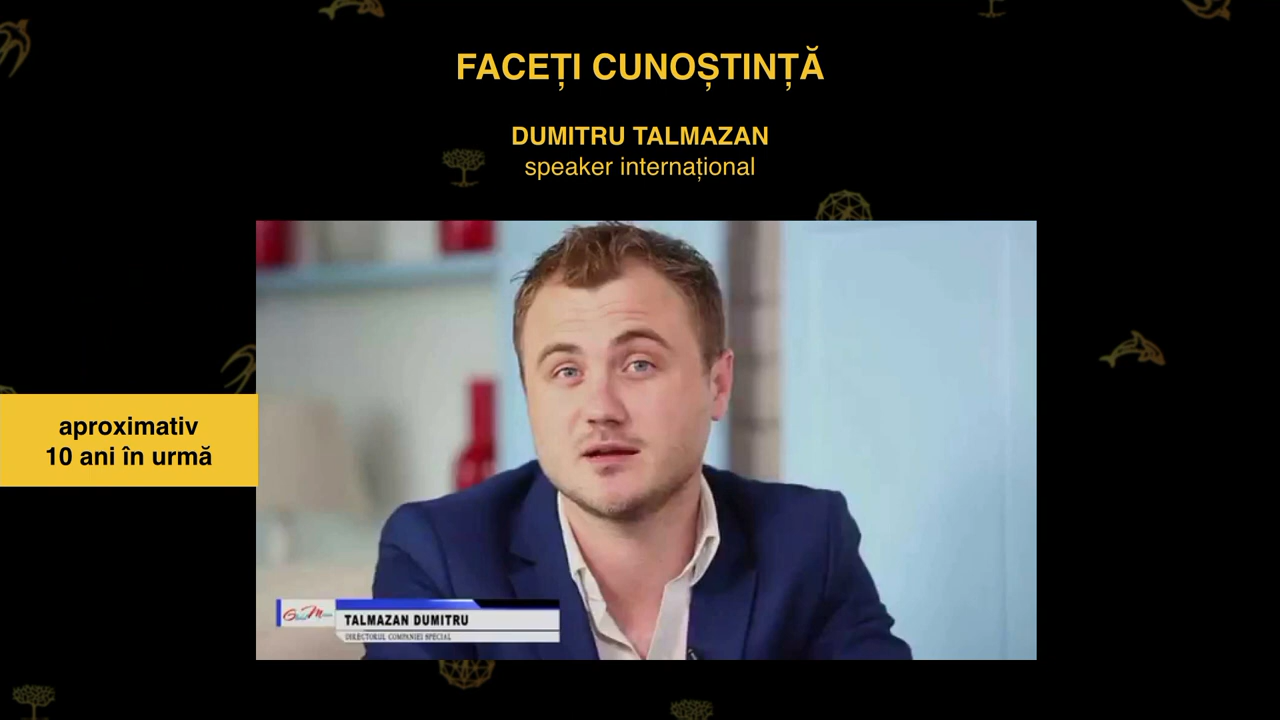 FACEȚI CUNOȘTINȚĂ
DUMITRU TALMAZAN
speaker internațional
aproximativ
10 ani în urmă
TALMAZAN DUMITRU
DIRECTORUL COMPANIEI SPECIAL